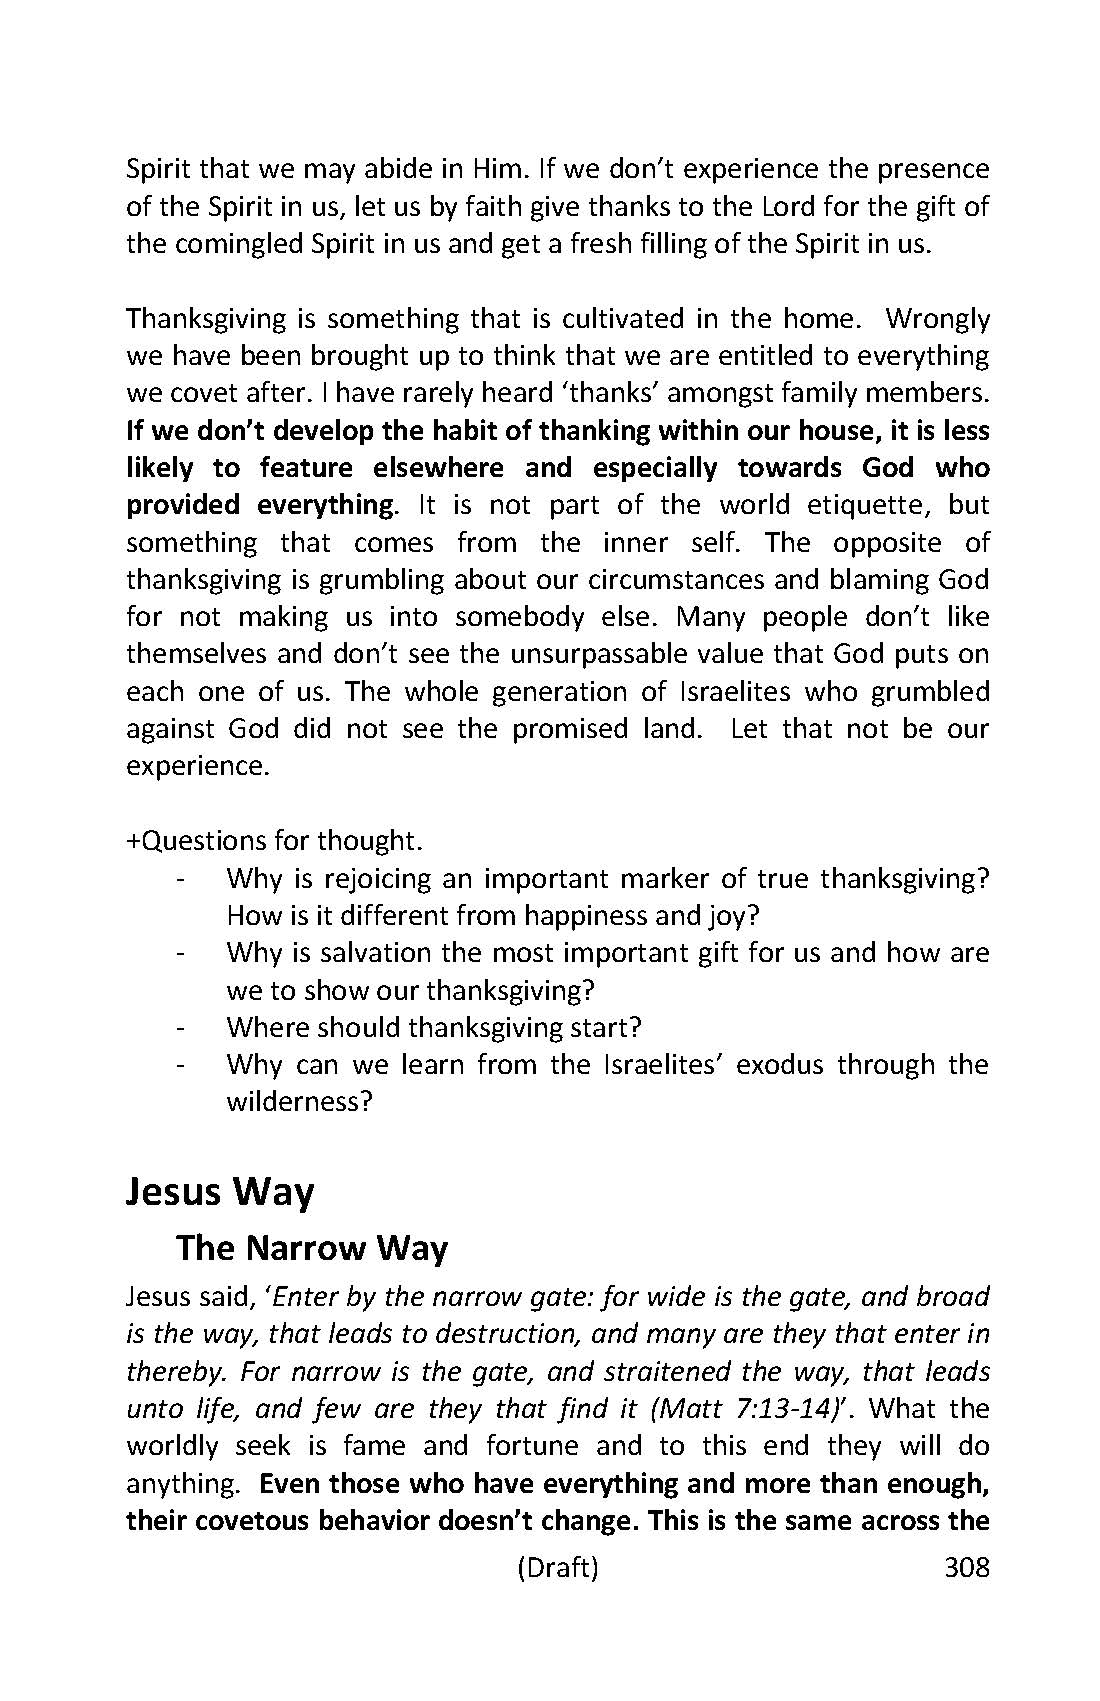 Spirit that we may abide in Him. If we don’t experience the presence
of the Spirit in us, let us by faith give thanks to the Lord for the gift of
the comingled Spirit in us and get a fresh filling of the Spirit in us.
Thanksgiving is something that is cultivated in the home.  Wrongly
we have been brought up to think that we are entitled to everything
we covet after. I have rarely heard ‘thanks’ amongst family members.
If we don’t develop the habit of thanking within our house, it is less
likely to feature elsewhere and especially towards God who
provided everything. It is not part of the world etiquette, but
something that comes from the inner self. The opposite of
thanksgiving is grumbling about our circumstances and blaming God
for not making us into somebody else. Many people don’t like
themselves and don’t see the unsurpassable value that God puts on
each one of us. The whole generation of Israelites who grumbled
against God did not see the promised land.  Let that not be our
experience.
+Questions for thought.
- Why is rejoicing an important marker of true thanksgiving?
How is it different from happiness and joy?
- Why is salvation the most important gift for us and how are
we to show our thanksgiving?
- Where should thanksgiving start?
- Why can we learn from the Israelites’ exodus through the
wilderness?
Jesus Way
The Narrow Way
Jesus said, ‘Enter by the narrow gate: for wide is the gate, and broad
is the way, that leads to destruction, and many are they that enter in
thereby. For narrow is the gate, and straitened the way, that leads
unto life, and few are they that find it (Matt 7:13-14)’. What the
worldly seek is fame and fortune and to this end they will do
anything.  Even those who have everything and more than enough,
their covetous behavior doesn’t change. This is the same across the
(Draft) 308